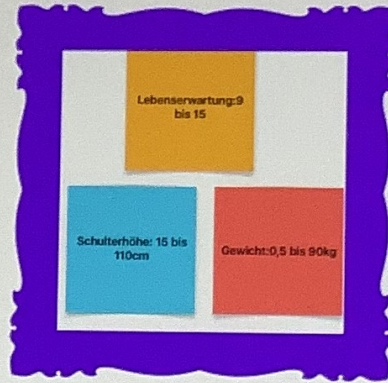 Lebenserwartung:9
bis 15
Schulterhöhe: 15 bis
110cm
Gewicht:0,5 bis 90kg